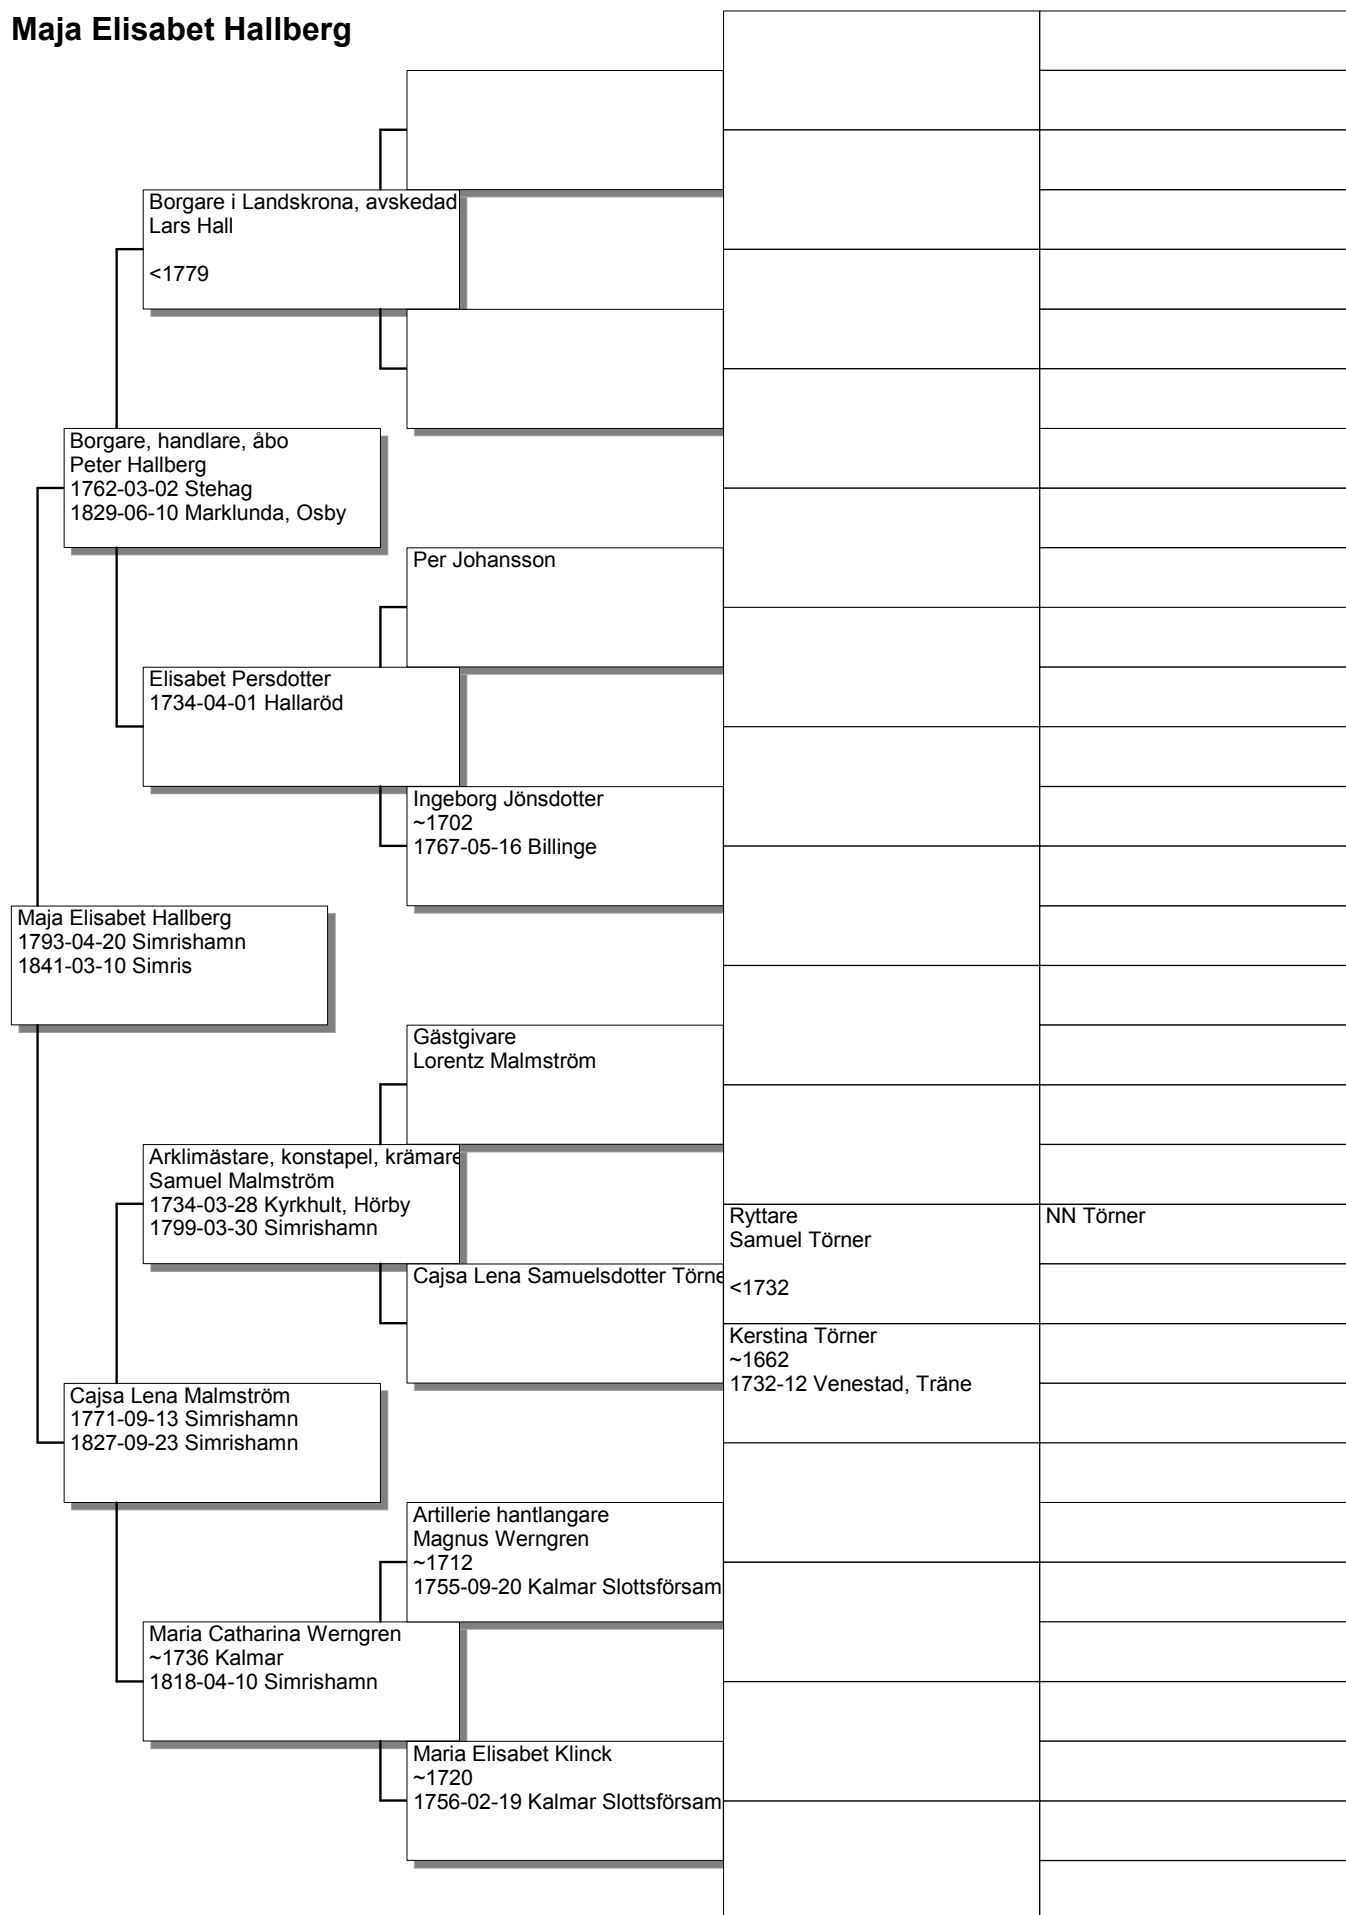 Maja Elisabet Hallberg
Borgare i Landskrona, avskedad
Lars Hall
<1779
Borgare, handlare, åbo
Peter Hallberg
1762-03-02 Stehag
1829-06-10 Marklunda, Osby
Per Johansson
Elisabet Persdotter
1734-04-01 Hallaröd
Ingeborg Jönsdotter
~1702
1767-05-16 Billinge
Maja Elisabet Hallberg
1793-04-20 Simrishamn
1841-03-10 Simris
Gästgivare
Lorentz Malmström
Arklimästare, konstapel, krämare
Samuel Malmström
1734-03-28 Kyrkhult, Hörby
1799-03-30 Simrishamn
Ryttare
Samuel Törner
<1732
NN Törner
Cajsa Lena Samuelsdotter Törne
Kerstina Törner
~1662
1732-12 Venestad, Träne
Cajsa Lena Malmström
1771-09-13 Simrishamn
1827-09-23 Simrishamn
Artillerie hantlangare
Magnus Werngren
~1712
1755-09-20 Kalmar Slottsförsam
Maria Catharina Werngren
~1736 Kalmar
1818-04-10 Simrishamn
Maria Elisabet Klinck
~1720
1756-02-19 Kalmar Slottsförsam